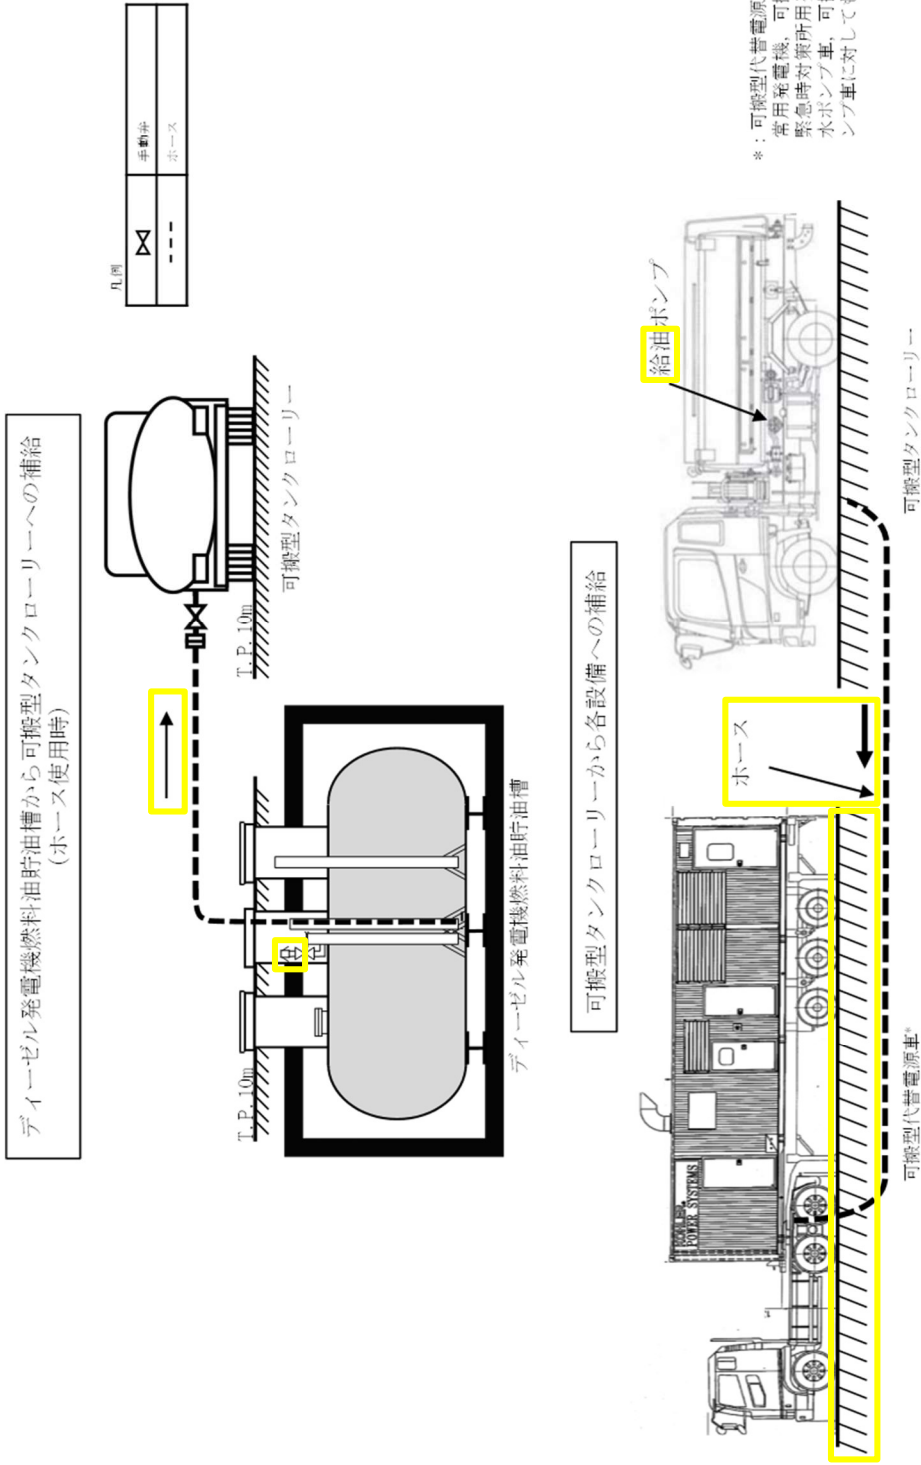 ディーゼル発電機燃料油貯油槽から可搬型タンクローリーへの補給
(ホース使用時)
凡例
手動弁
ホース
T.P.10m
T.P.10m
可搬型タンクローリー
ディーゼル発電機燃料油貯油槽
可搬型タンクローリーから各設備への補給
給油ポンプ
ホース
POWER SYSTEMS
可搬型代替電源車*
可搬型タンクローリー
*：可搬型代替電源
常用発電機，可
緊急時対策所用
水ポンプ車，可
ンプ車に対しても